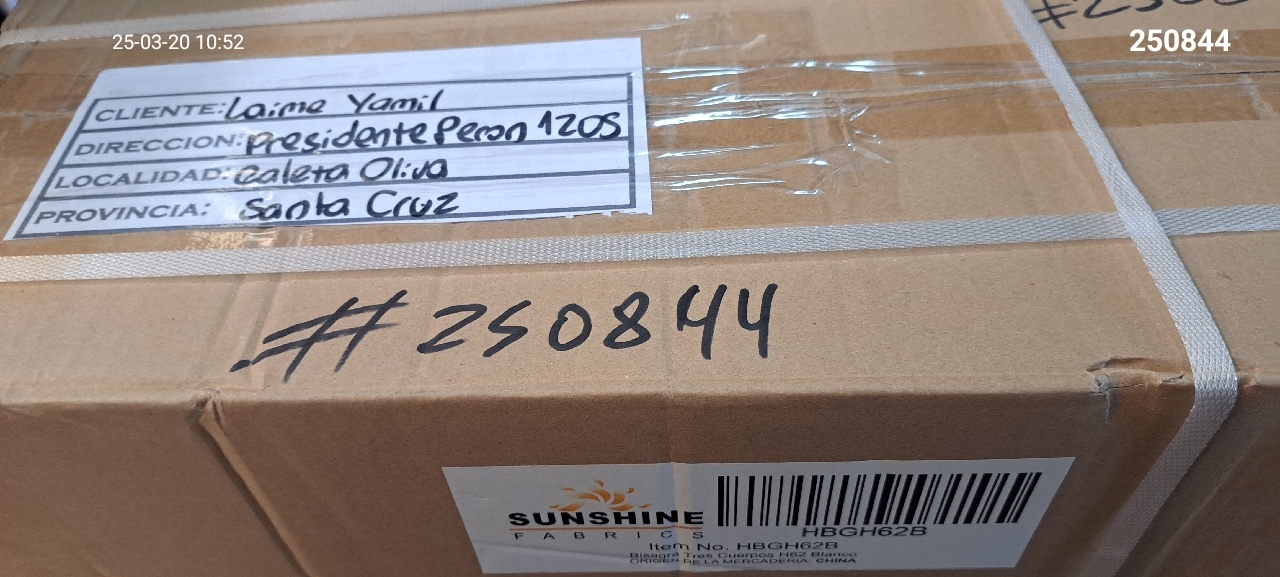 25-03-20 10:52
250844
CLIENTE: Laime Yamil
DIRECCION: Presidente Peron 1205
LOCALIDAD: Caleta Oliva
PROVINCIA: Santa Cruz
#250844
SUNSHINE
FABRICS
HBGH62B
Item No. HBGH62B
Bisagra Tres Cuerpos H62 Blanco
ORIGEN DE LA MERCADERIA: CHINA